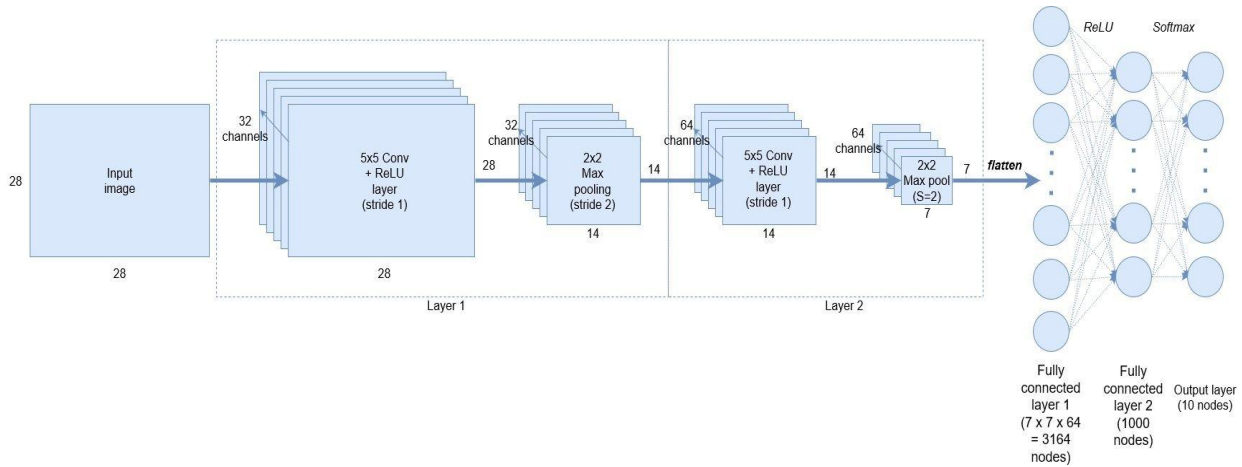 28
Input
image
28
32
channels
5x5 Conv
+ ReLU
layer
(stride 1)
28
28
32
channels
2x2
Max
pooling
(stride 2)
14
14
Layer 1
64
channels
5x5 Conv
+ ReLU
layer
(stride 1)
14
14
64
channels
2x2
Max pool
(S=2)
7
7
Layer 2
flatten
ReLU
Softmax
Fully
connected
layer 1
(7 x 7 x 64
= 3164
nodes)
Fully
connected
layer 2
(1000
nodes)
Output layer
(10 nodes)